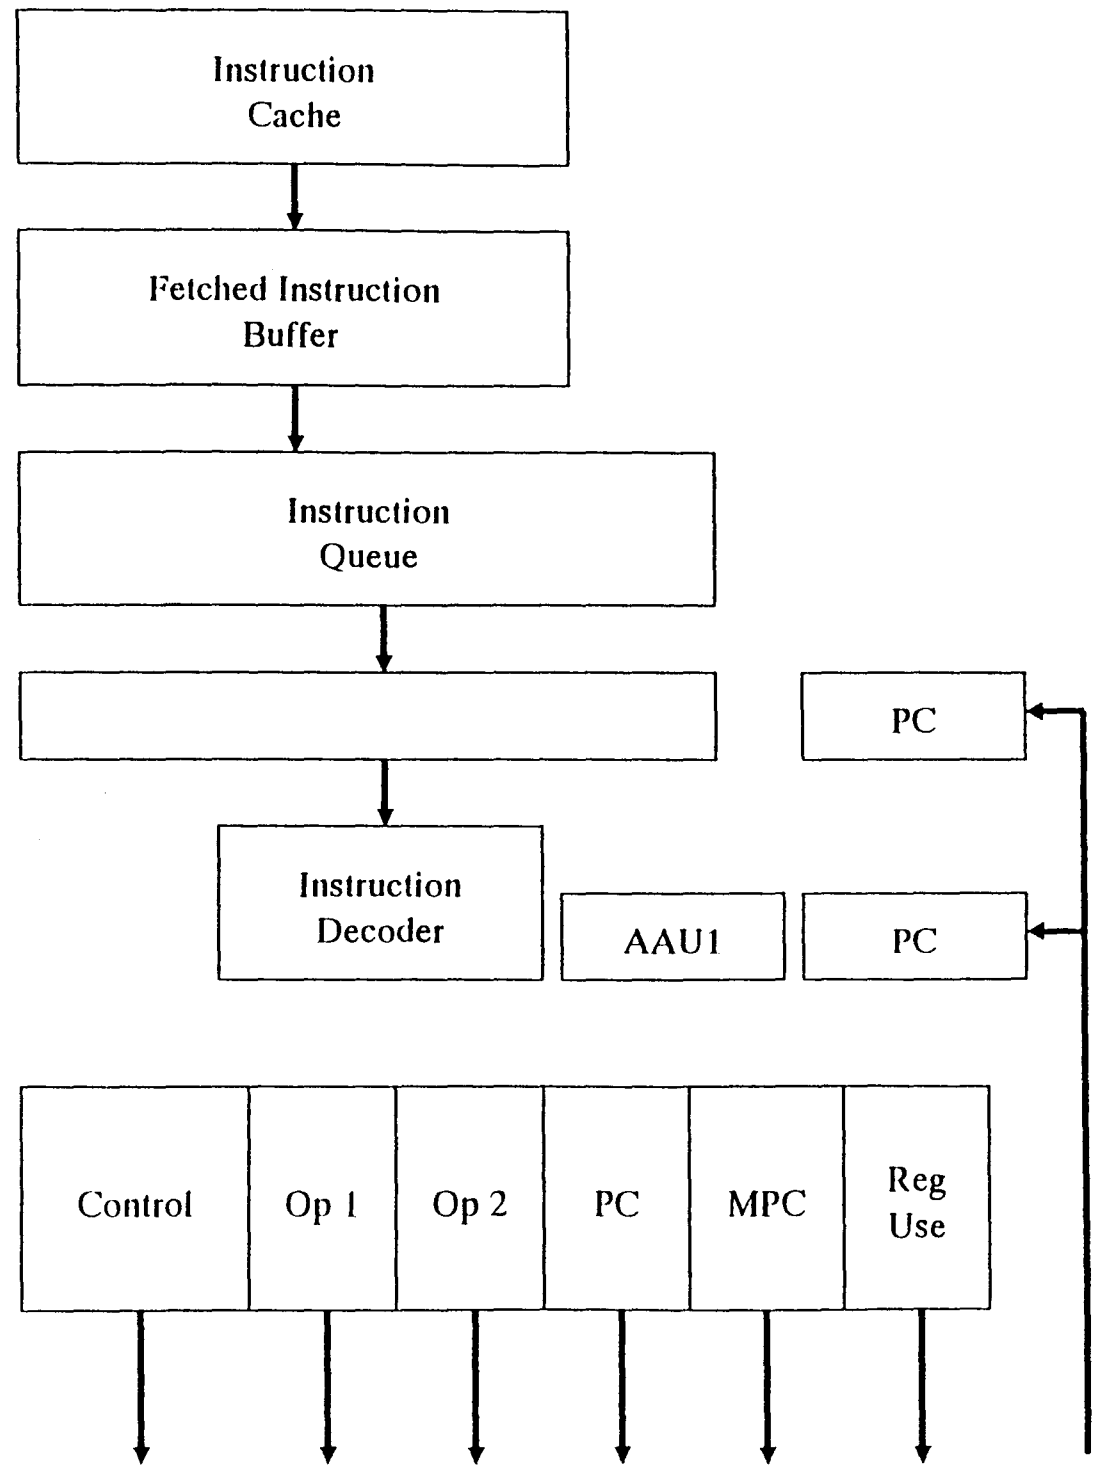 Instruction
Cache
Fetched Instruction
Buffer
Instruction
Queue
PC
Instruction
Decoder
AAU1
PC
Control
Op 1
Op 2
PC
MPC
Reg
Use